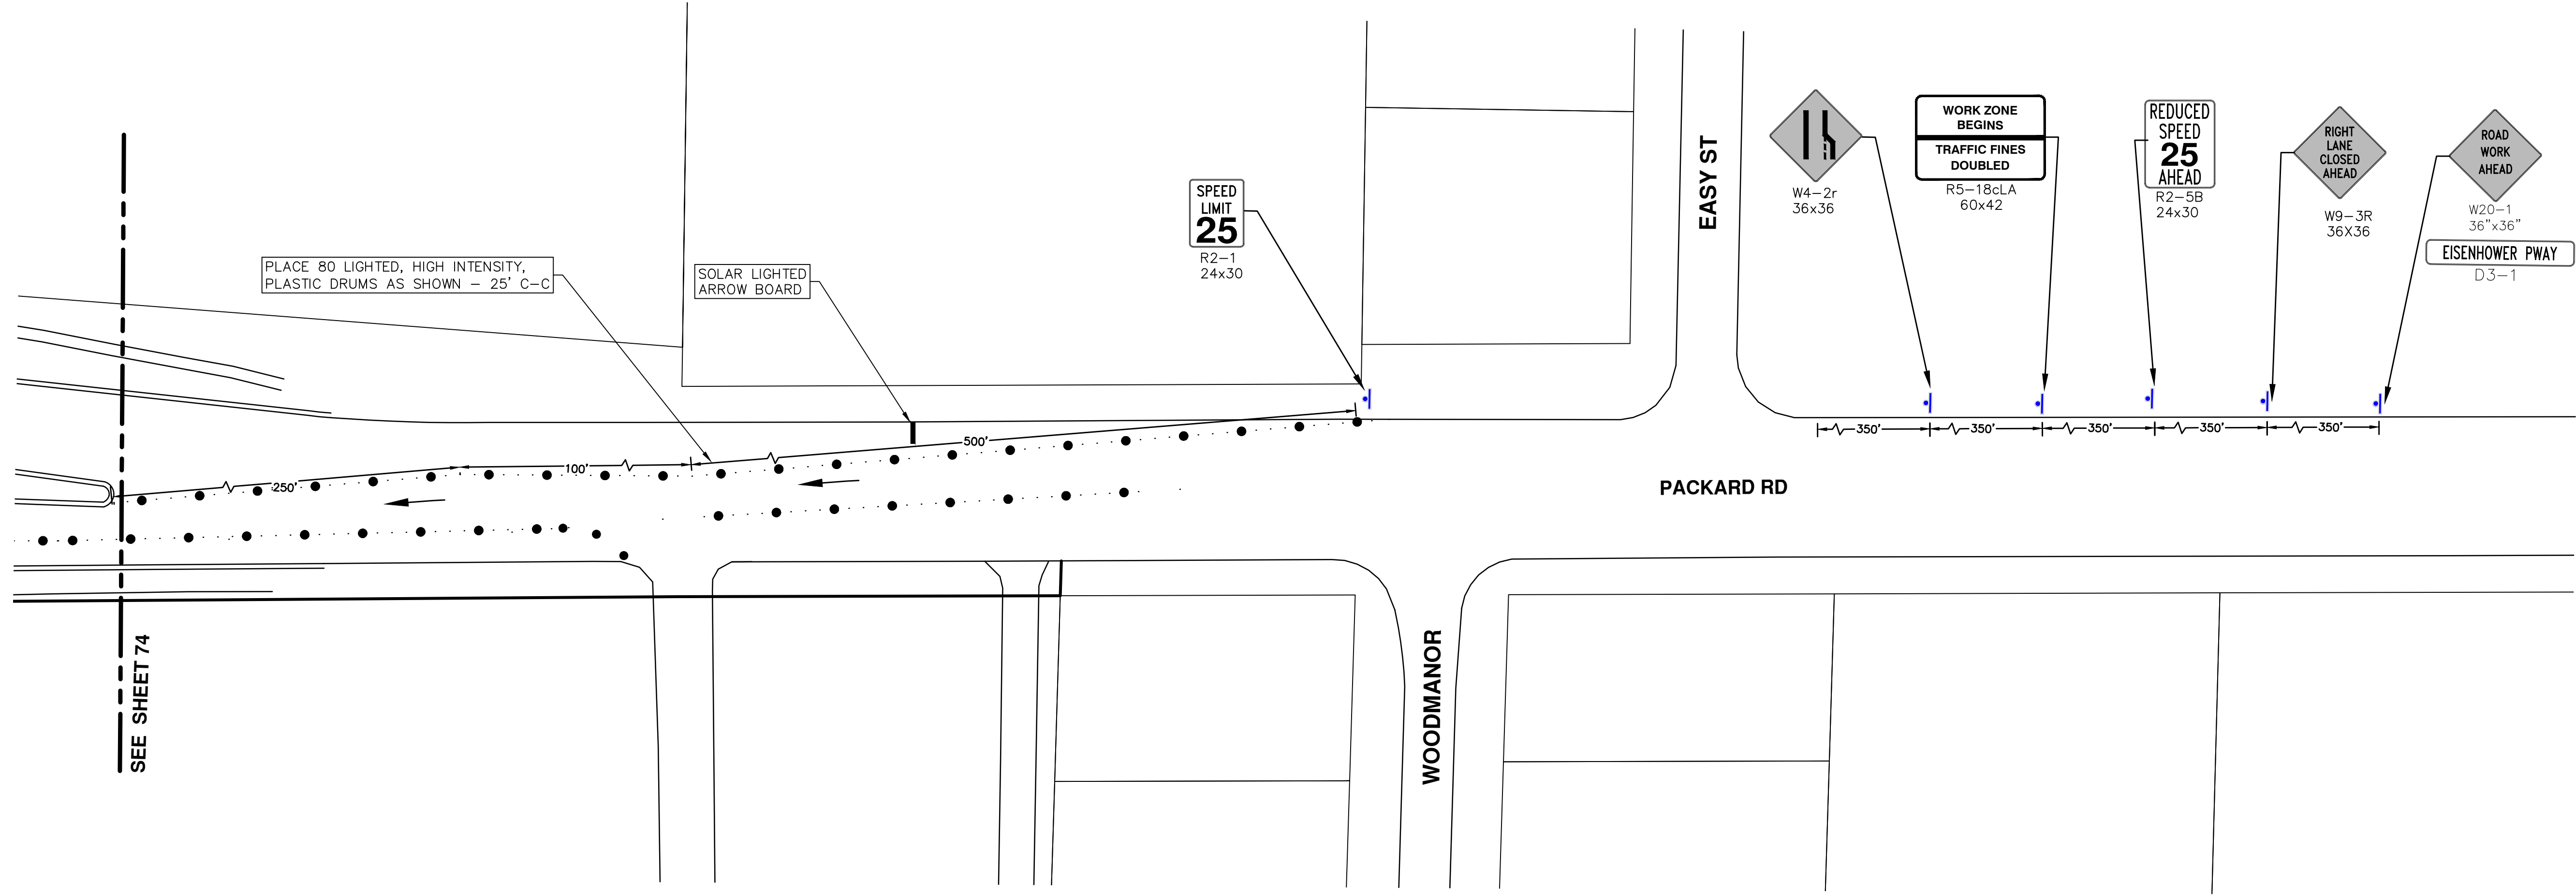 WORK ZONE
BEGINS
TRAFFIC FINES
DOUBLED
R5-18cLA
60x42
W4-2r
36x36
REDUCED
SPEED
25
AHEAD
R2-5B
24x30
RIGHT
LANE
CLOSED
AHEAD
W9-3R
36X36
ROAD
WORK
AHEAD
W20-1
36"x36"
EISENHOWER PWAY
D3-1
SPEED
LIMIT
25
R2-1
24x30
EASY ST
PLACE 80 LIGHTED, HIGH INTENSITY,
PLASTIC DRUMS AS SHOWN - 25' C-C
SOLAR LIGHTED
ARROW BOARD
250'
100'
500'
350'
350'
350'
350'
350'
PACKARD RD
SEE SHEET 74
WOODMANOR